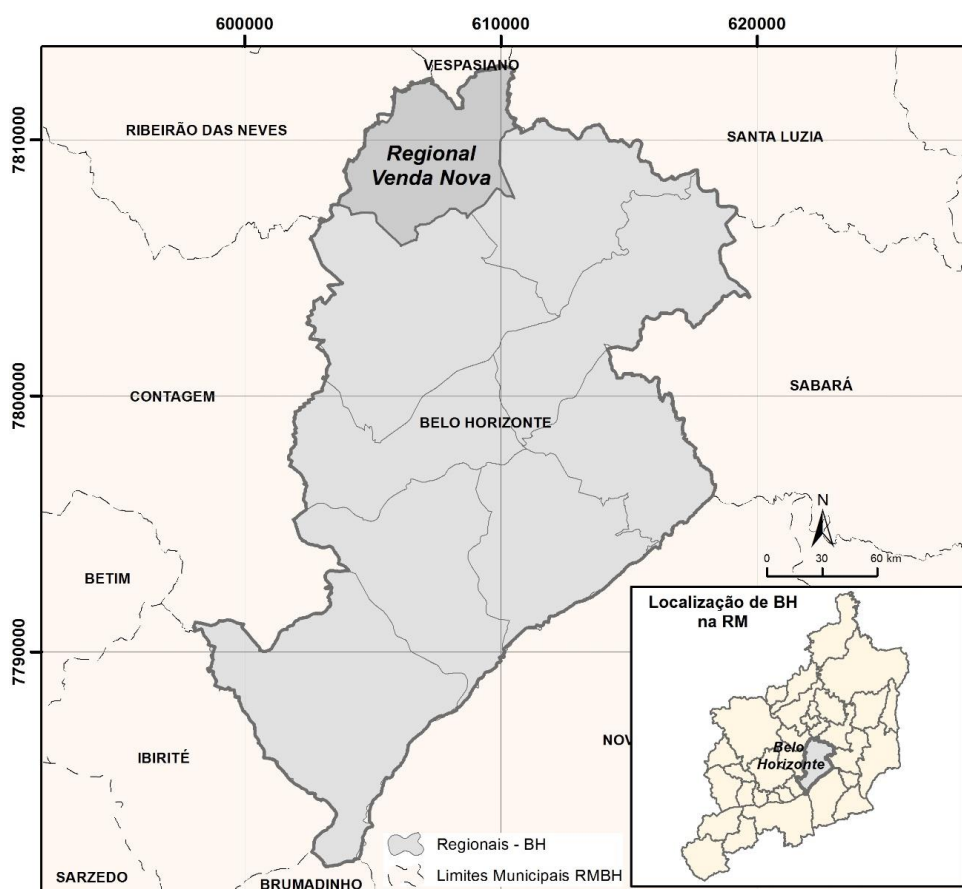 600000
610000
620000
VESPASIANO
7810000
RIBEIRÃO DAS NEVES
SANTA LUZIA
Regional
Venda Nova
7800000
CONTAGEM
SABARÁ
BELO HORIZONTE
N
BETIM
0 30 60 km
7790000
Localização de BH
na RM
IBIRITÉ
NOV
Belo
Horizonte
Regionais - BH
SARZEDO
BRUMADINHO
Limites Municipais RMBH